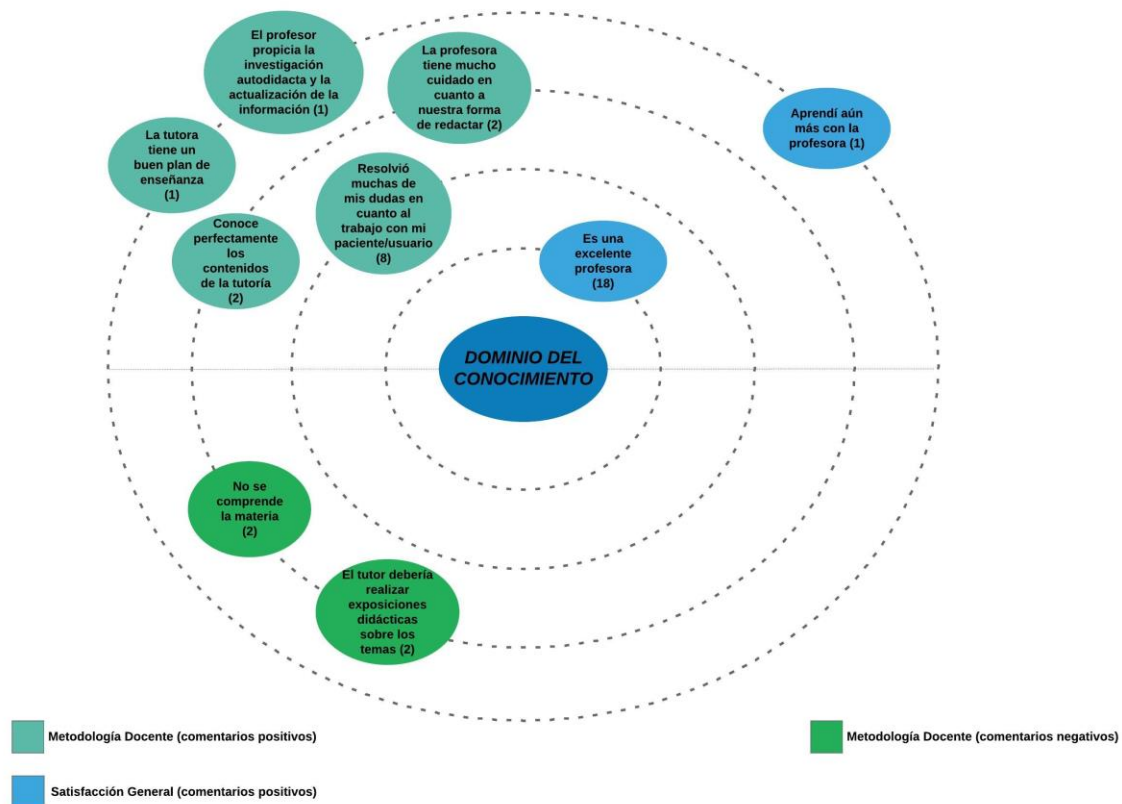 El profesor
propicia la
investigación
autodidacta y la
actualización de la
información (1)
La profesora
tiene mucho
cuidado en
cuanto a
nuestra forma
de redactar (2)
Aprendí aún
más con la
profesora (1)
La tutora
tiene un
buen plan de
enseñanza
(1)
Resolvió
muchas de
mis dudas en
cuanto al
trabajo con mi
paciente/usuario
(8)
Conoce
perfectamente
los
contenidos
de la tutoría
(2)
Es una
excelente
profesora
(18)
DOMINIO DEL
CONOCIMIENTO
No se
comprende
la materia
(2)
El tutor debería
realizar
exposiciones
didácticas
sobre los
temas (2)
Metodología Docente (comentarios positivos)
Metodología Docente (comentarios negativos)
Satisfacción General (comentarios positivos)